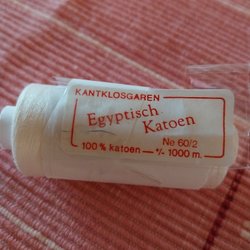 KANTKLOSGAREN
Egyptisch
Katoen
Ne 60/2
100 % katoen — +/- 1000 m.